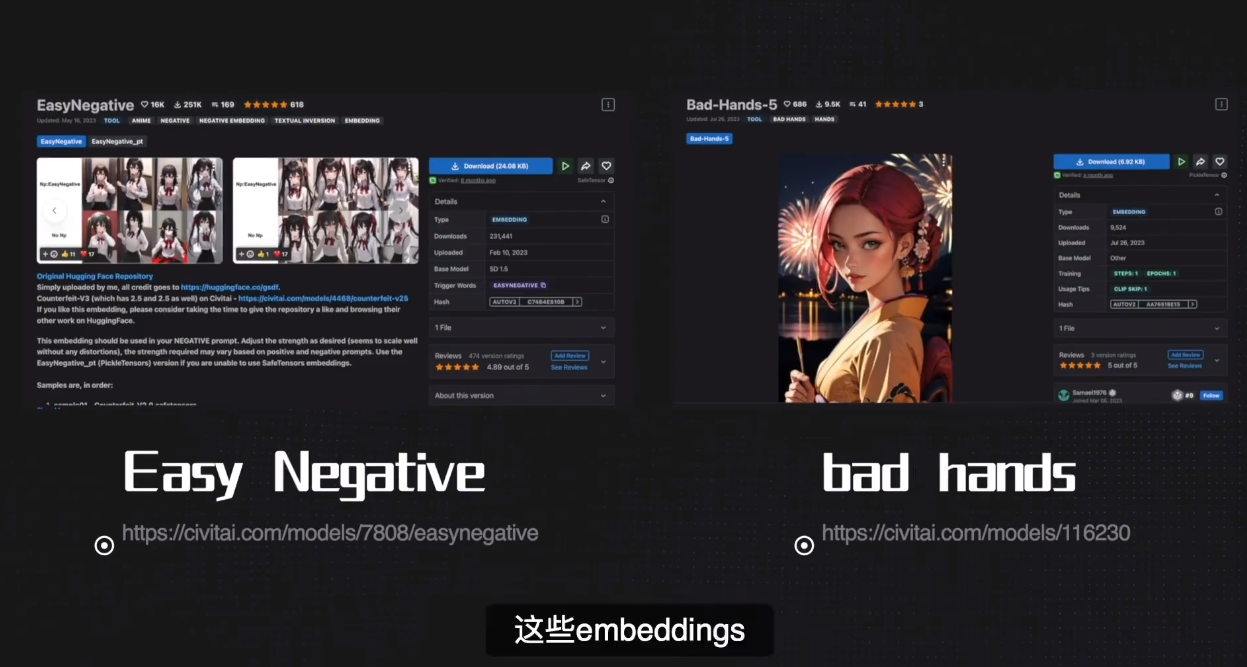 EasyNegative 16K 251K 169 618
Updated: May 16, 2023 TOOL ANIME NEGATIVE NEGATIVE EMBEDDING TEXTUAL INVERSION EMBEDDING
EasyNegative EasyNegative_pt
Np:EasyNegative
No Np
11 17
Np:EasyNegative
No Np
1 17
Original Hugging Face Repository
Simply uploaded by me, all credit goes to https://huggingface.co/gsdf.
Counterfeit-V3 (which has 2.5 and 2.5 as well) on Civitai - https://civitai.com/models/4468/counterfeit-v25
If you like this embedding, please consider taking the time to give the repository a like and browsing their
other work on HuggingFace.
This embedding should be used in your NEGATIVE prompt. Adjust the strength as desired (seems to scale well
without any distortions), the strength required may vary based on positive and negative prompts. Use the
EasyNegative_pt (PickleTensors) version if you are unable to use SafeTensors embeddings.
Samples are, in order:
1. sample01 - Counterfeit-V2.0.safetensors
Download (24.08 KB)
Verified: 8 months ago SafeTensor
Details
Type EMBEDDING
Downloads 231,441
Uploaded Feb 10, 2023
Base Model SD 1.5
Trigger Words EASYNEGATIVE
Hash AUTOV2 C74B4E810B
1 File
Reviews 474 version ratings Add Review
4.89 out of 5 See Reviews
About this version
Bad-Hands-5 686 9.5K 41 3
Updated: Jul 26, 2023 TOOL BAD HANDS HANDS
Bad-Hands-5
Download (6.92 KB)
Verified: a month ago PickleTensor
Details
Type EMBEDDING
Downloads 9,524
Uploaded Jul 26, 2023
Base Model Other
Training STEPS: 1 EPOCHS: 1
Usage Tips CLIP SKIP: 1
Hash AUTOV2 AA7651BE15
1 File
Reviews 3 version ratings Add Review
5 out of 5 See Reviews
Samael1976 #9 Follow
Joined Mar 06, 2023
Easy Negative
https://civitai.com/models/7808/easynegative
bad hands
https://civitai.com/models/116230
这些embeddings